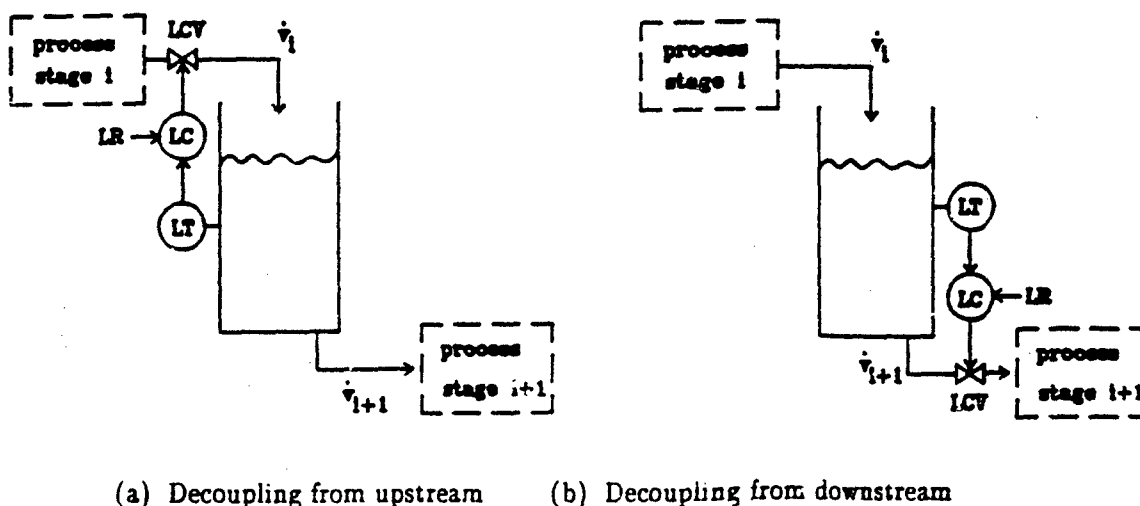 process
stage i
LCV
v̇i
LR
LC
LT
process
stage i+1
v̇i+1
process
stage i
v̇i
LT
LC
LR
v̇i+1
LCV
process
stage i+1
(a) Decoupling from upstream
(b) Decoupling from downstream